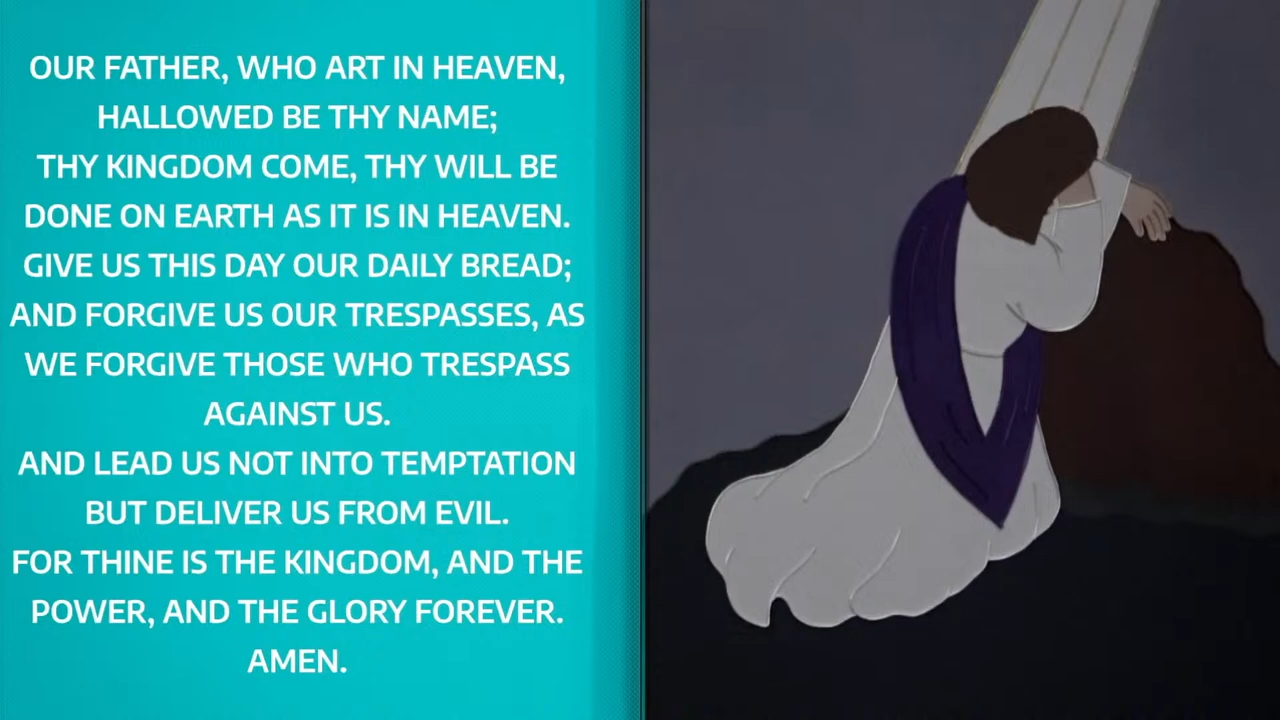 OUR FATHER, WHO ART IN HEAVEN,
HALLOWED BE THY NAME;
THY KINGDOM COME, THY WILL BE
DONE ON EARTH AS IT IS IN HEAVEN.
GIVE US THIS DAY OUR DAILY BREAD;
AND FORGIVE US OUR TRESPASSES, AS
WE FORGIVE THOSE WHO TRESPASS
AGAINST US.
AND LEAD US NOT INTO TEMPTATION
BUT DELIVER US FROM EVIL.
FOR THINE IS THE KINGDOM, AND THE
POWER, AND THE GLORY FOREVER.
AMEN.